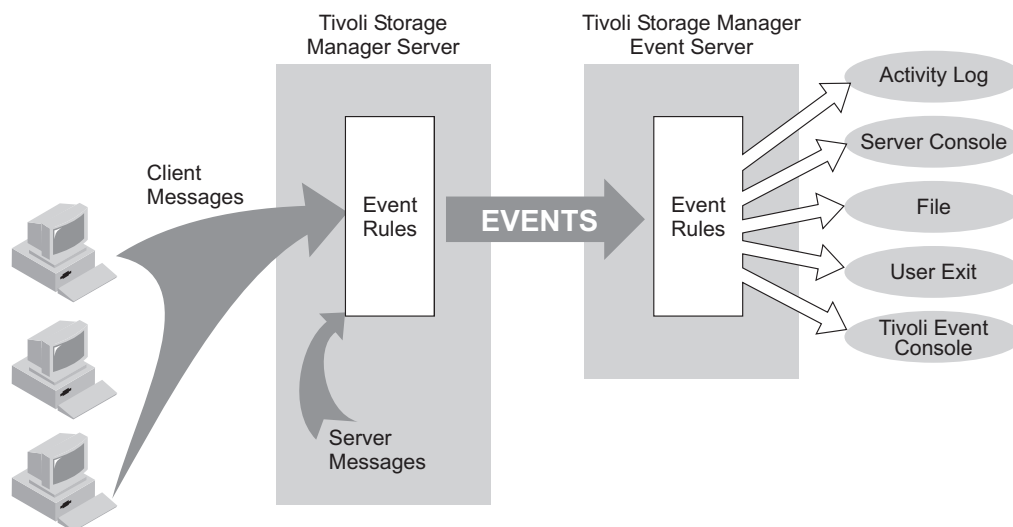 Tivoli Storage
Manager Server
Tivoli Storage Manager
Event Server
Client
Messages
Event
Rules
EVENTS
Event
Rules
Server
Messages
Activity Log
Server Console
File
User Exit
Tivoli Event
Console